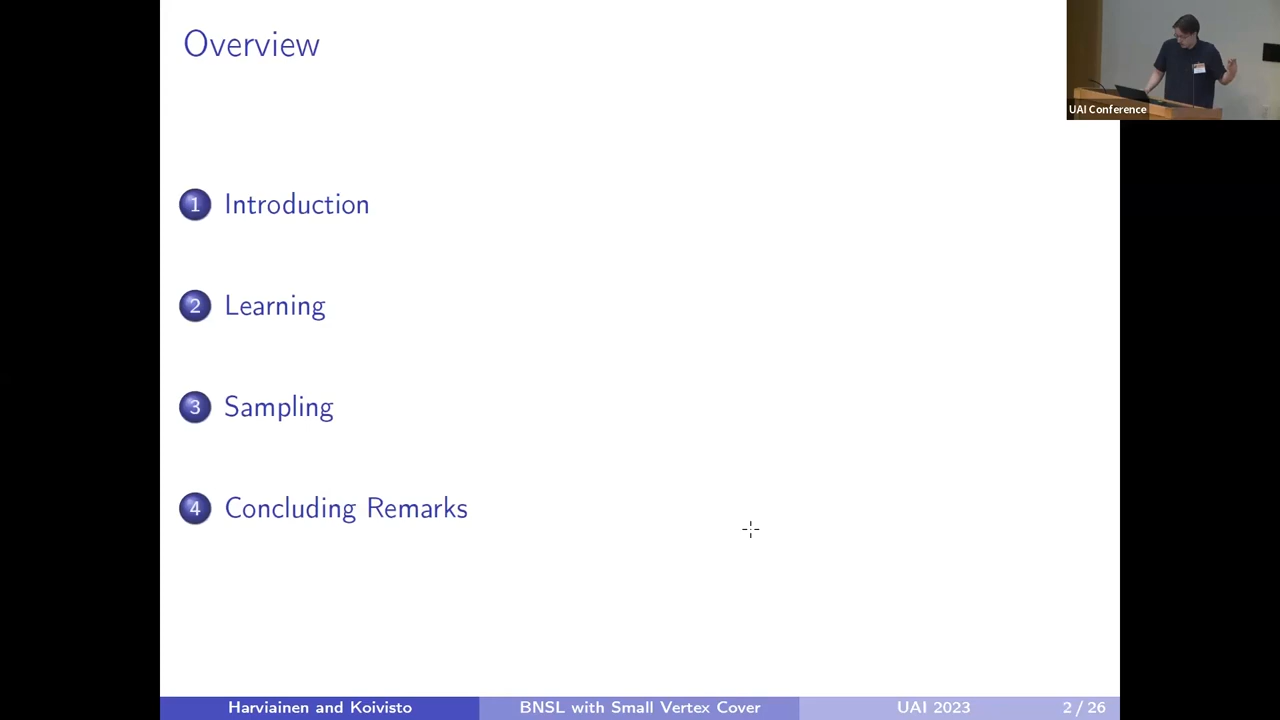 Overview
UAI Conference
1 Introduction
2 Learning
3 Sampling
4 Concluding Remarks
Harviainen and Koivisto BNSL with Small Vertex Cover UAI 2023 2 / 26